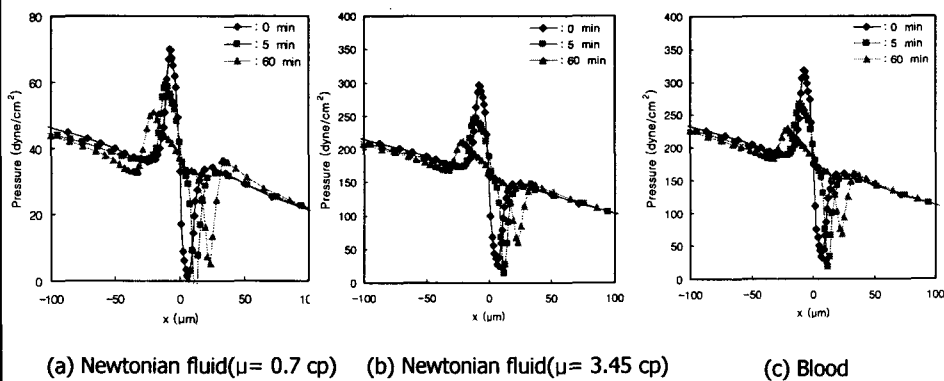 80
60
40
20
0
Pressure (dyne/cm²)
: 0 min
: 5 min
: 60 min
-100 -50 0 50 100
x (μm)
400
350
300
250
200
150
100
50
0
Pressure (dyne/cm²)
: 0 min
: 5 min
: 60 min
-100 -50 0 50 100
x (μm)
400
350
300
250
200
150
100
50
0
Pressure (dyne/cm²)
: 0 min
: 5 min
: 60 min
-100 -50 0 50 100
x (μm)
(a) Newtonian fluid(μ= 0.7 cp) (b) Newtonian fluid(μ= 3.45 cp) (c) Blood